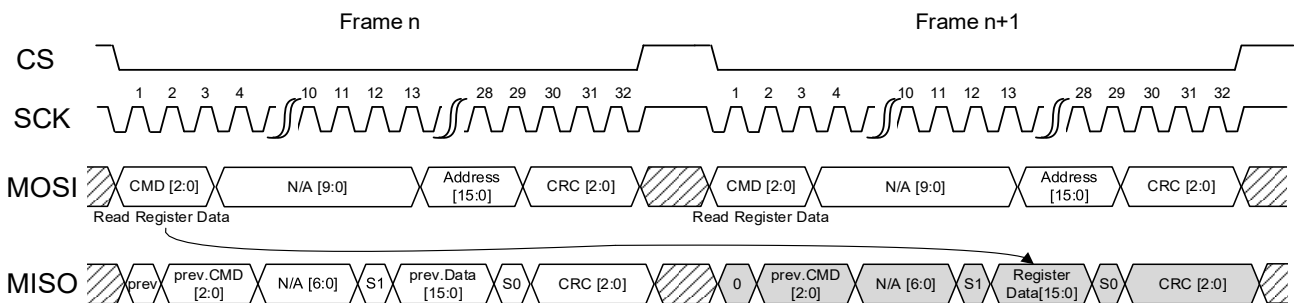 Frame n Frame n+1
CS
1 2 3 4 10 11 12 13 28 29 30 31 32 1 2 3 4 10 11 12 13 28 29 30 31 32
SCK
MOSI CMD [2:0] N/A [9:0] Address [15:0] CRC [2:0] CMD [2:0] N/A [9:0] Address [15:0] CRC [2:0]
Read Register Data Read Register Data
MISO prev prev.CMD [2:0] N/A [6:0] S1 prev.Data [15:0] S0 CRC [2:0] 0 prev.CMD [2:0] N/A [6:0] S1 Register Data[15:0] S0 CRC [2:0]